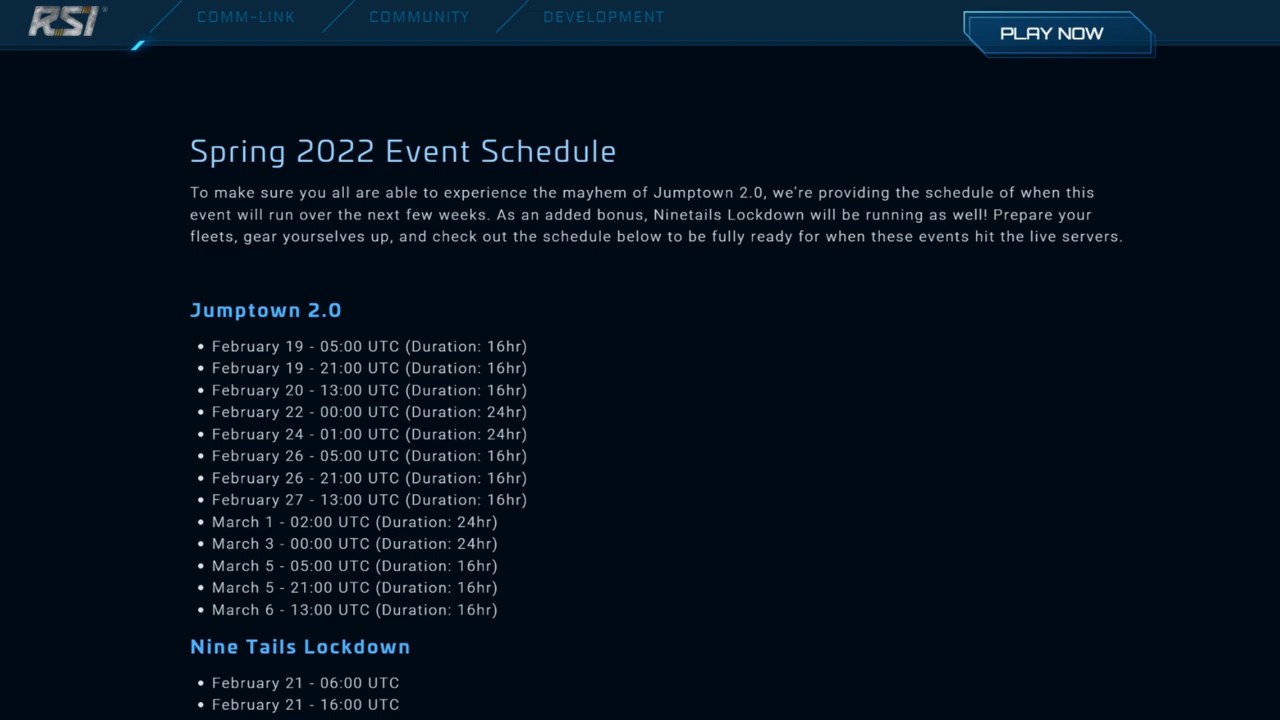 RSI®
COMM-LINK
COMMUNITY
DEVELOPMENT
PLAY NOW
Spring 2022 Event Schedule
To make sure you all are able to experience the mayhem of Jumptown 2.0, we're providing the schedule of when this
event will run over the next few weeks. As an added bonus, Ninetails Lockdown will be running as well! Prepare your
fleets, gear yourselves up, and check out the schedule below to be fully ready for when these events hit the live servers.
Jumptown 2.0
• February 19 - 05:00 UTC (Duration: 16hr)
• February 19 - 21:00 UTC (Duration: 16hr)
• February 20 - 13:00 UTC (Duration: 16hr)
• February 22 - 00:00 UTC (Duration: 24hr)
• February 24 - 01:00 UTC (Duration: 24hr)
• February 26 - 05:00 UTC (Duration: 16hr)
• February 26 - 21:00 UTC (Duration: 16hr)
• February 27 - 13:00 UTC (Duration: 16hr)
• March 1 - 02:00 UTC (Duration: 24hr)
• March 3 - 00:00 UTC (Duration: 24hr)
• March 5 - 05:00 UTC (Duration: 16hr)
• March 5 - 21:00 UTC (Duration: 16hr)
• March 6 - 13:00 UTC (Duration: 16hr)
Nine Tails Lockdown
• February 21 - 06:00 UTC
• February 21 - 16:00 UTC